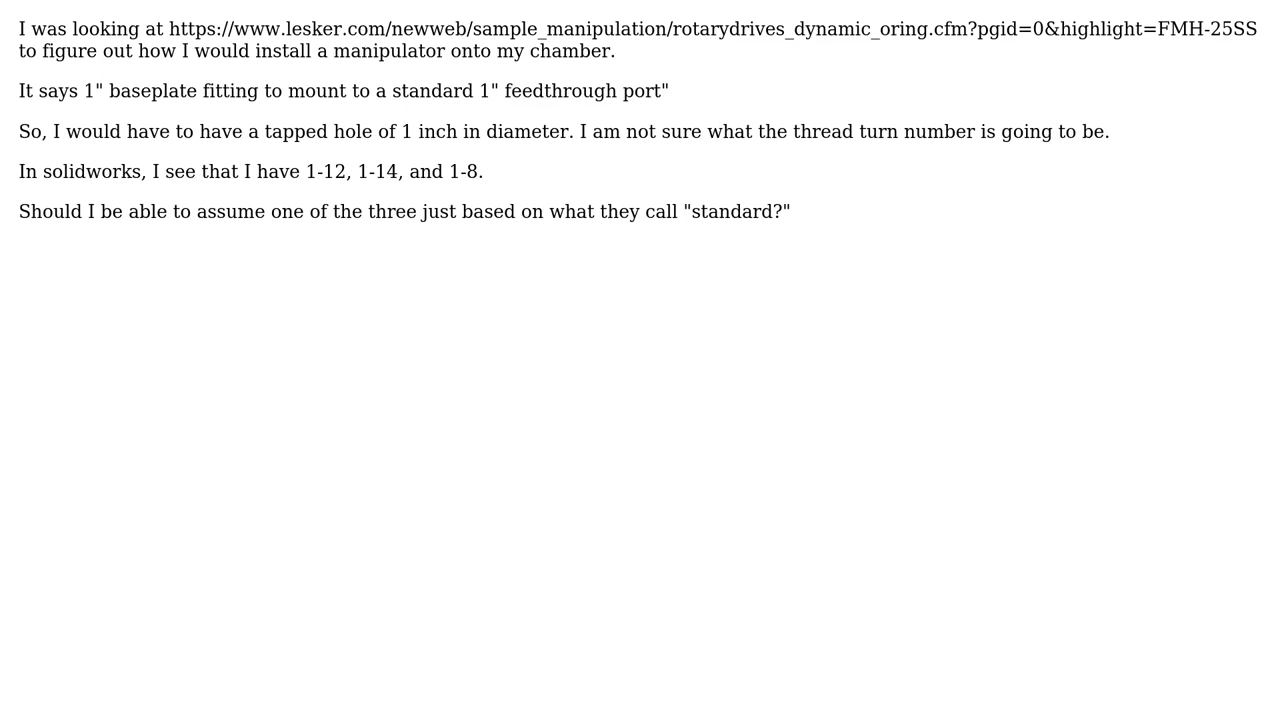 I was looking at https://www.lesker.com/newweb/sample_manipulation/rotarydrives_dynamic_oring.cfm?pgid=0&highlight=FMH-25SS
to figure out how I would install a manipulator onto my chamber.
It says 1" baseplate fitting to mount to a standard 1" feedthrough port"
So, I would have to have a tapped hole of 1 inch in diameter. I am not sure what the thread turn number is going to be.
In solidworks, I see that I have 1-12, 1-14, and 1-8.
Should I be able to assume one of the three just based on what they call "standard?"